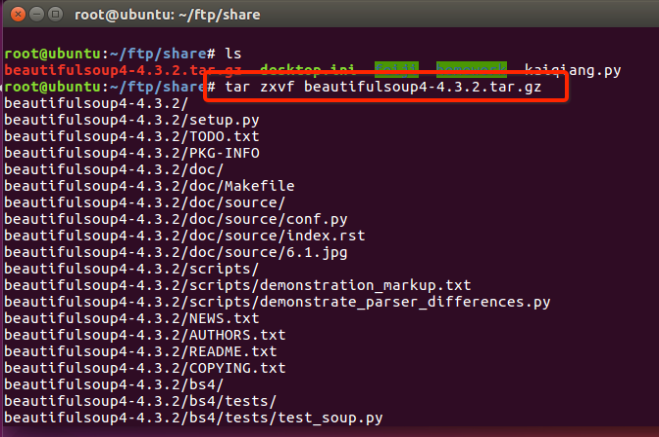 root@ubuntu: ~/ftp/share
root@ubuntu:~/ftp/share# ls
beautifulsoup4-4.3.2.tar.gz desktop.ini feiji homework kaiqiang.py
root@ubuntu:~/ftp/share# tar zxvf beautifulsoup4-4.3.2.tar.gz
beautifulsoup4-4.3.2/
beautifulsoup4-4.3.2/setup.py
beautifulsoup4-4.3.2/TODO.txt
beautifulsoup4-4.3.2/PKG-INFO
beautifulsoup4-4.3.2/doc/
beautifulsoup4-4.3.2/doc/Makefile
beautifulsoup4-4.3.2/doc/source/
beautifulsoup4-4.3.2/doc/source/conf.py
beautifulsoup4-4.3.2/doc/source/index.rst
beautifulsoup4-4.3.2/doc/source/6.1.jpg
beautifulsoup4-4.3.2/scripts/
beautifulsoup4-4.3.2/scripts/demonstration_markup.txt
beautifulsoup4-4.3.2/scripts/demonstrate_parser_differences.py
beautifulsoup4-4.3.2/NEWS.txt
beautifulsoup4-4.3.2/AUTHORS.txt
beautifulsoup4-4.3.2/README.txt
beautifulsoup4-4.3.2/COPYING.txt
beautifulsoup4-4.3.2/bs4/
beautifulsoup4-4.3.2/bs4/tests/
beautifulsoup4-4.3.2/bs4/tests/test_soup.py